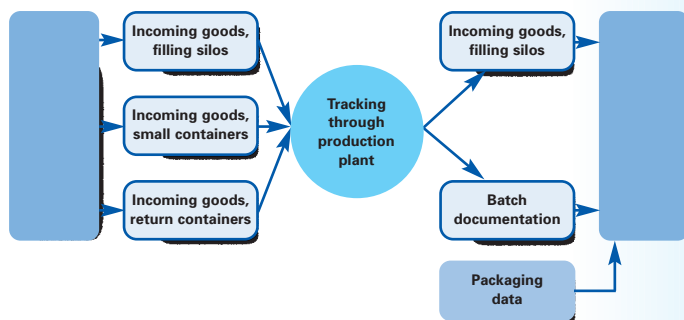 Incoming goods,
filling silos
Incoming goods,
small containers
Incoming goods,
return containers
Tracking
through
production
plant
Incoming goods,
filling silos
Batch
documentation
Packaging
data